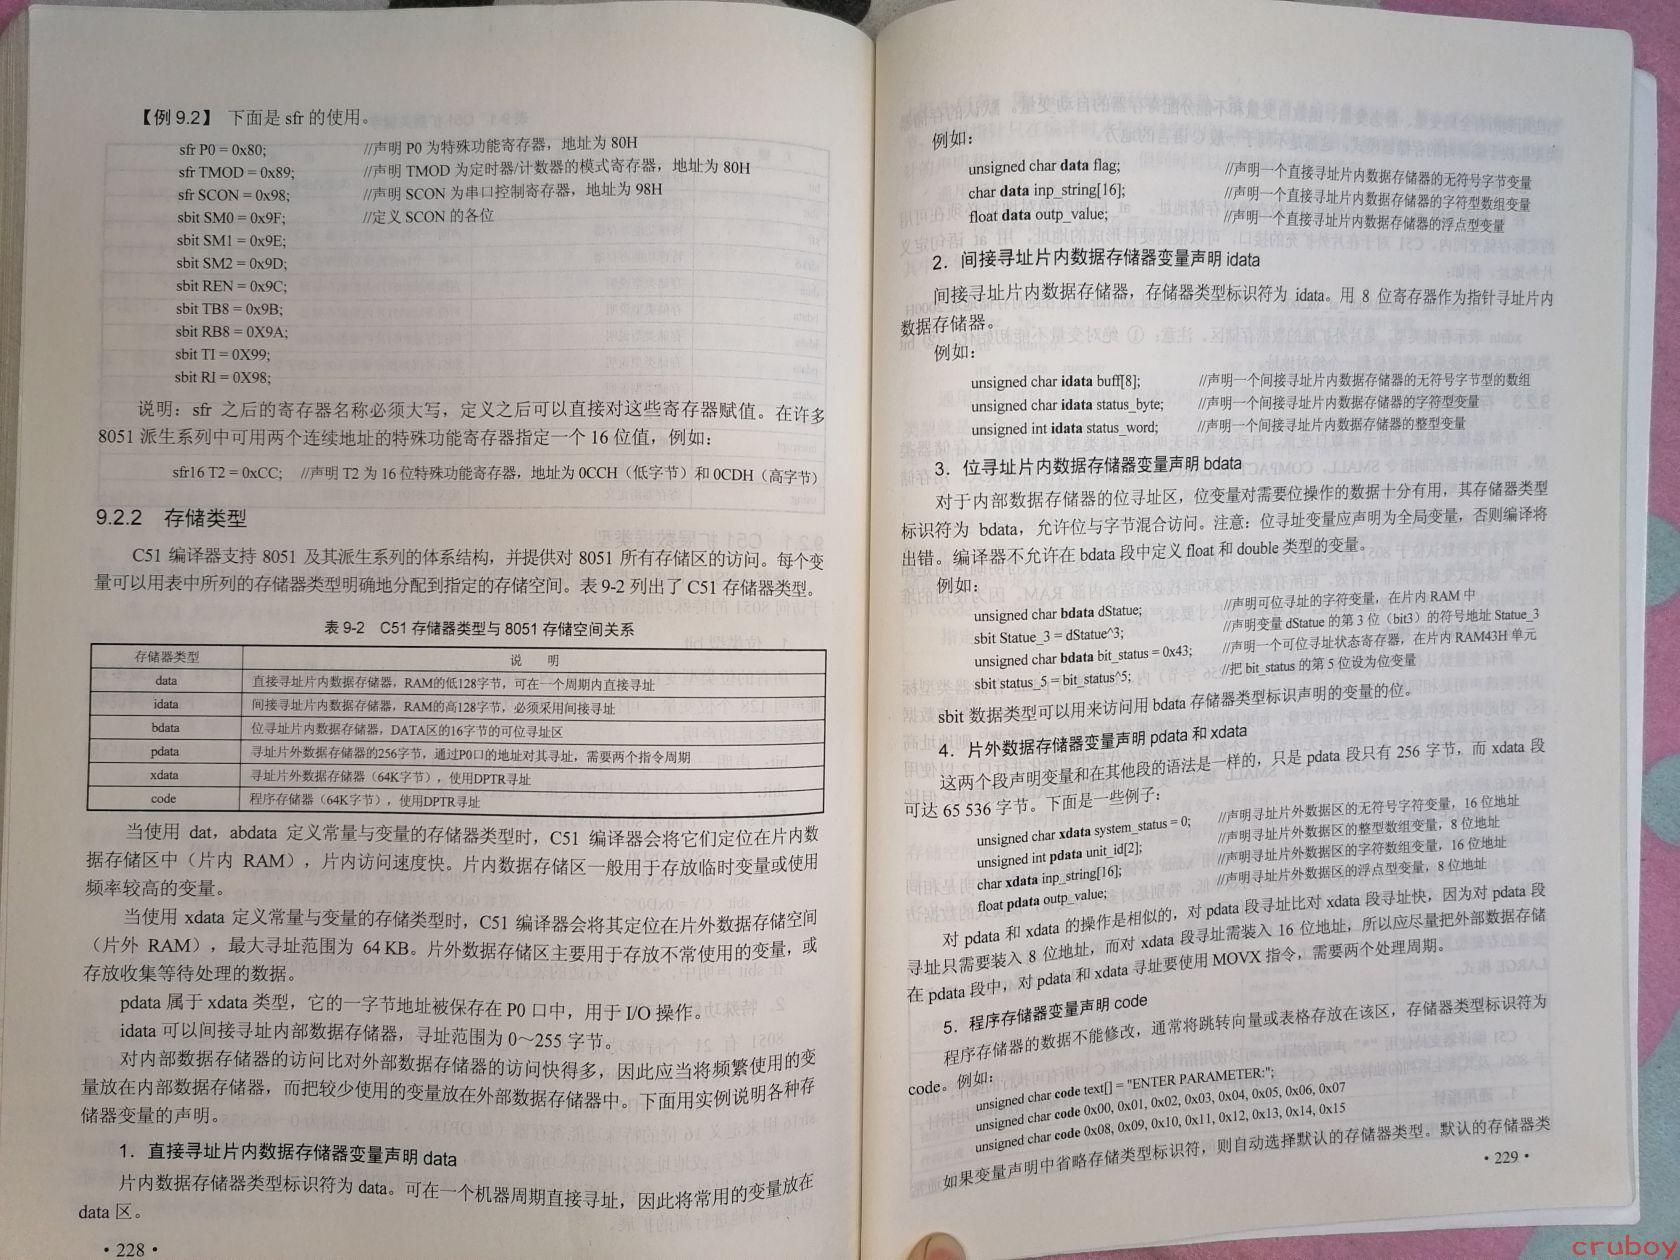 【例 9.2】 下面是 sfr 的使用。
sfr P0 = 0x80; //声明 P0 为特殊功能寄存器，地址为 80H
sfr TMOD = 0x89; //声明 TMOD 为定时器/计数器的模式寄存器，地址为 80H
sfr SCON = 0x98; //声明 SCON 为串口控制寄存器，地址为 98H
sbit SM0 = 0x9F; //定义 SCON 的各位
sbit SM1 = 0x9E;
sbit SM2 = 0x9D;
sbit REN = 0x9C;
sbit TB8 = 0x9B;
sbit RB8 = 0X9A;
sbit TI = 0X99;
sbit RI = 0X98;
说明：sfr 之后的寄存器名称必须大写，定义之后可以直接对这些寄存器赋值。在许多
8051 派生系列中可用两个连续地址的特殊功能寄存器指定一个 16 位值，例如：
sfr16 T2 = 0xCC; //声明 T2 为 16 位特殊功能寄存器，地址为 0CCH（低字节）和 0CDH（高字节）
9.2.2 存储类型
C51 编译器支持 8051 及其派生系列的体系结构，并提供对 8051 所有存储区的访问。每个变
量可以用表中所列的存储器类型明确地分配到指定的存储空间。表 9-2 列出了 C51 存储器类型。
表 9-2 C51 存储器类型与 8051 存储空间关系
存储器类型 说 明
data 直接寻址片内数据存储器，RAM的低128字节，可在一个周期内直接寻址
idata 间接寻址片内数据存储器，RAM的高128字节，必须采用间接寻址
bdata 位寻址片内数据存储器，DATA区的16字节的可位寻址区
pdata 寻址片外数据存储器的256字节，通过P0口的地址对其寻址，需要两个指令周期
xdata 寻址片外数据存储器（64K字节），使用DPTR寻址
code 程序存储器（64K字节），使用DPTR寻址
当使用 dat，abdata 定义常量与变量的存储器类型时，C51 编译器会将它们定位在片内数
据存储区中（片内 RAM），片内访问速度快。片内数据存储区一般用于存放临时变量或使用
频率较高的变量。
当使用 xdata 定义常量与变量的存储类型时，C51 编译器会将其定位在片外数据存储空间
（片外 RAM），最大寻址范围为 64 KB。片外数据存储区主要用于存放不常使用的变量，或
存放收集等待处理的数据。
pdata 属于 xdata 类型，它的一字节地址被保存在 P0 口中，用于 I/O 操作。
idata 可以间接寻址内部数据存储器，寻址范围为 0～255 字节。
对内部数据存储器的访问比对外部数据存储器的访问快得多，因此应当将频繁使用的变
量放在内部数据存储器，而把较少使用的变量放在外部数据存储器中。下面用实例说明各种存
储器变量的声明。
1．直接寻址片内数据存储器变量声明 data
片内数据存储器类型标识符为 data。可在一个机器周期直接寻址，因此将常用的变量放在
data 区。
·228·
例如：
unsigned char data flag; //声明一个直接寻址片内数据存储器的无符号字节变量
char data inp_string[16]; //声明一个直接寻址片内数据存储器的字符型数组变量
float data outp_value; //声明一个直接寻址片内数据存储器的浮点型变量
2．间接寻址片内数据存储器变量声明 idata
间接寻址片内数据存储器，存储器类型标识符为 idata。用 8 位寄存器作为指针寻址片内
数据存储器。
例如：
unsigned char idata buff[8]; //声明一个间接寻址片内数据存储器的无符号字节型的数组
unsigned char idata status_byte; //声明一个间接寻址片内数据存储器的字符型变量
unsigned int idata status_word; //声明一个间接寻址片内数据存储器的整型变量
3．位寻址片内数据存储器变量声明 bdata
对于内部数据存储器的位寻址区，位变量对需要位操作的数据十分有用，其存储器类型
标识符为 bdata，允许位与字节混合访问。注意：位寻址变量应声明为全局变量，否则编译将
出错。编译器不允许在 bdata 段中定义 float 和 double 类型的变量。
例如：
unsigned char bdata dStatue; //声明可位寻址的字符变量，在片内 RAM 中
sbit Statue_3 = dStatue^3; //声明变量 dStatue 的第 3 位（bit3）的符号地址 Statue_3
unsigned char bdata bit_status = 0x43; //声明一个可位寻址状态寄存器，在片内 RAM43H 单元
sbit status_5 = bit_status^5; //把 bit_status 的第 5 位设为位变量
sbit 数据类型可以用来访问用 bdata 存储器类型标识声明的变量的位。
4．片外数据存储器变量声明 pdata 和 xdata
这两个段声明变量和在其他段的语法是一样的，只是 pdata 段只有 256 字节，而 xdata 段
可达 65 536 字节。下面是一些例子：
unsigned char xdata system_status = 0; //声明寻址片外数据区的无符号字符变量，16 位地址
unsigned int pdata unit_id[2]; //声明寻址片外数据区的整型数组变量，8 位地址
char xdata inp_string[16]; //声明寻址片外数据区的字符数组变量，16 位地址
float pdata outp_value; //声明寻址片外数据区的浮点型变量，8 位地址
对 pdata 和 xdata 的操作是相似的，对 pdata 段寻址比对 xdata 段寻址快，因为对 pdata 段
寻址只需要装入 8 位地址，而对 xdata 段寻址需装入 16 位地址，所以应尽量把外部数据存储
在 pdata 段中，对 pdata 和 xdata 寻址要使用 MOVX 指令，需要两个处理周期。
5．程序存储器变量声明 code
程序存储器的数据不能修改，通常将跳转向量或表格存放在该区，存储器类型标识符为
code。例如：
unsigned char code text[] = "ENTER PARAMETER:";
unsigned char code 0x00, 0x01, 0x02, 0x03, 0x04, 0x05, 0x06, 0x07
unsigned char code 0x08, 0x09, 0x10, 0x11, 0x12, 0x13, 0x14, 0x15
如果变量声明中省略存储类型标识符，则自动选择默认的存储器类型。默认的存储器类
·229·
cruboy